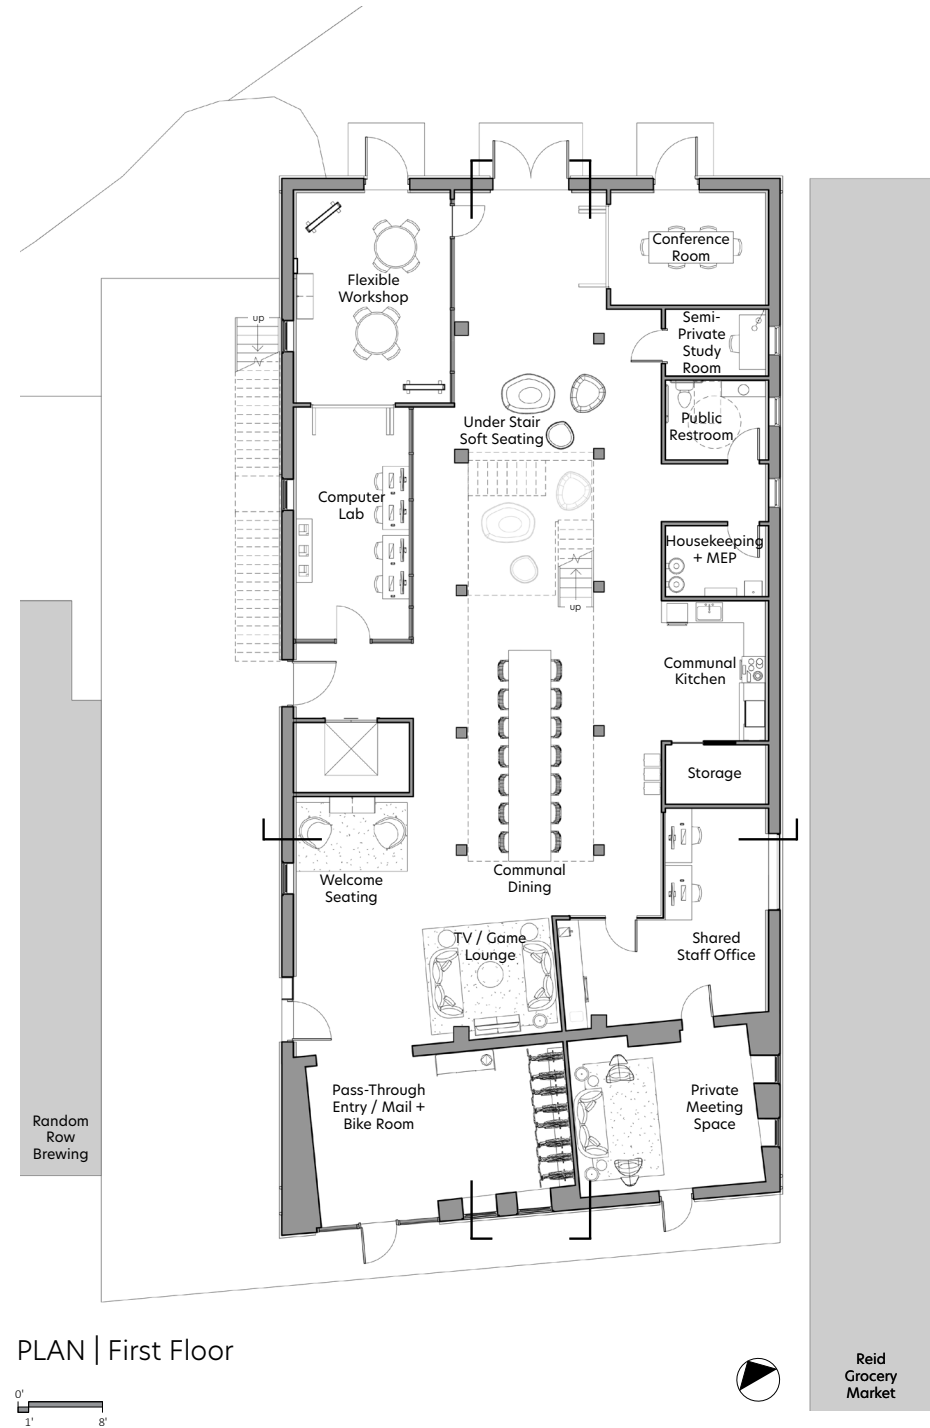 Conference
Room
up
Flexible
Workshop
Semi-
Private
Study
Room
Under Stair
Soft Seating
Public
Restroom
Computer
Lab
Housekeeping
+ MEP
up
Communal
Kitchen
Storage
Communal
Dining
Welcome
Seating
TV / Game
Lounge
Shared
Staff Office
Pass-Through
Entry / Mail +
Bike Room
Private
Meeting
Space
Random
Row
Brewing
PLAN | First Floor
Reid
Grocery
Market
0'
1'
8'